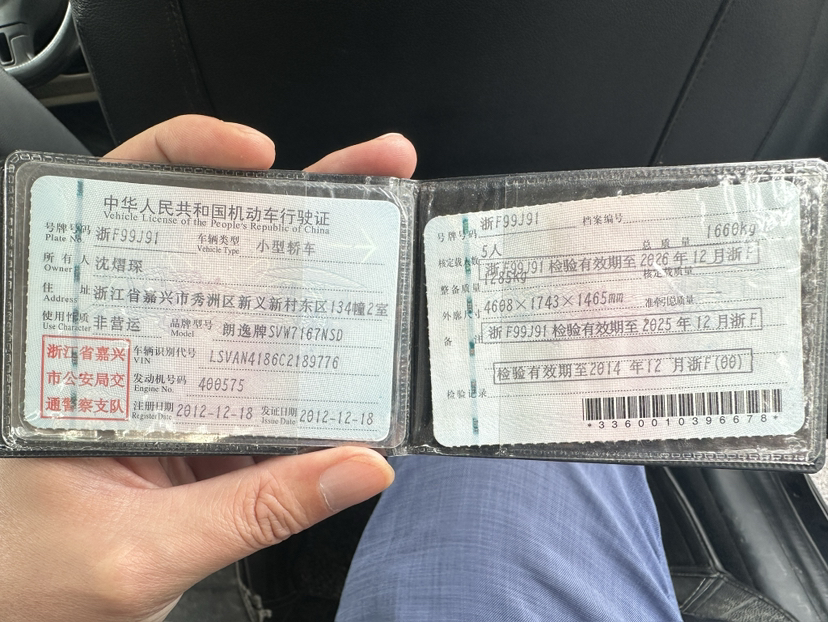 中华人民共和国机动车行驶证
Vehicle License of the People's Republic of China
号牌号码 浙F99J91 车辆类型 小型轿车
Plate No. Vehicle Type
所有人 沈熠琛
Owner
住址 浙江省嘉兴市秀洲区新义新村东区134幢2室
Address
使用性质 非营运 品牌型号 朗逸牌SVW7167NSD
Use Character Model
浙江省嘉兴
市公安局交
通警察支队
车辆识别代号 LSVAN4186C2189776
VIN
发动机号码 400575
Engine No.
注册日期 2012-12-18 发证日期 2012-12-18
Register Date Issue Date
号牌号码 浙F99J91 档案编号
核定载人数 5人 总质量 1660kg
浙F99J91 检验有效期至2026年12月浙F
整备质量 1285kg 核定载质量
外廓尺寸 4608×1743×1465mm 准牵引总质量
备注 浙F99J91 检验有效期至2025年12月浙F
检验有效期至2014年12月浙F(00)
检验记录
*3360010396678*